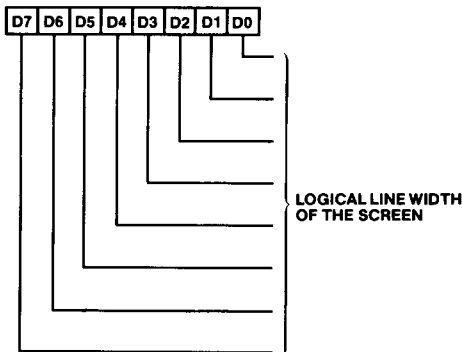 D7 D6 D5 D4 D3 D2 D1 D0
LOGICAL LINE WIDTH
OF THE SCREEN